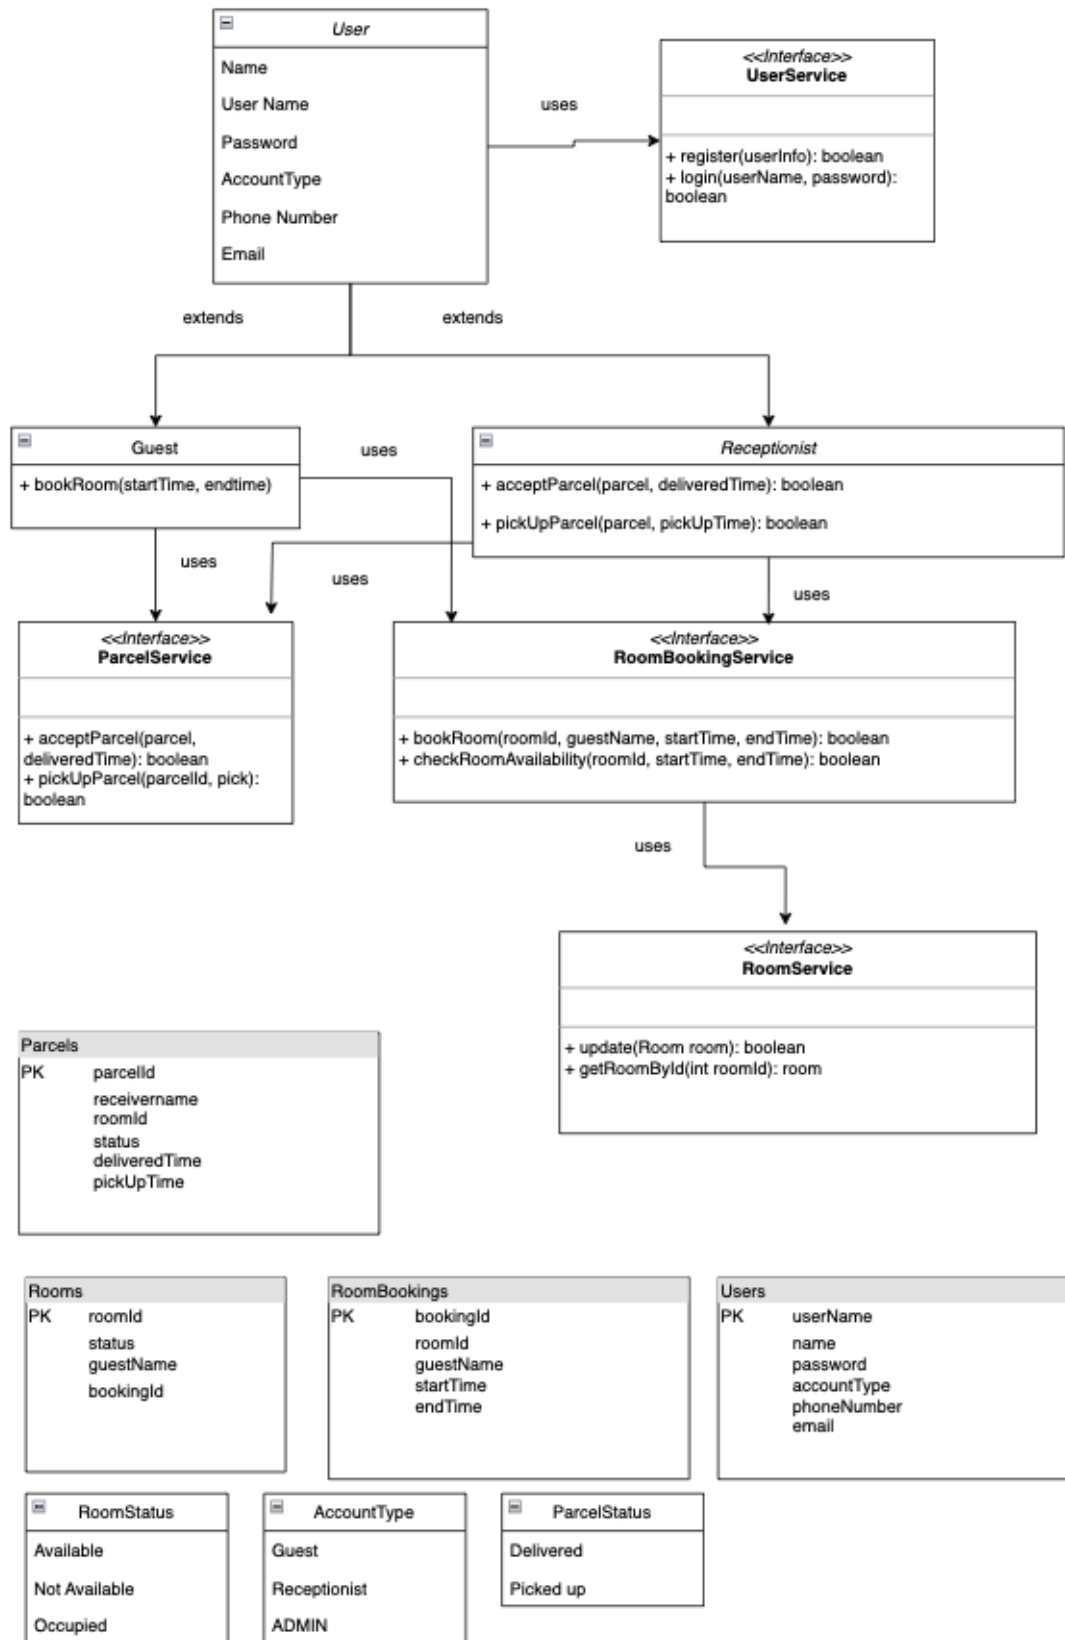 User
Name
User Name
Password
AccountType
Phone Number
Email
uses
<<Interface>>
UserService
+ register(userInfo): boolean
+ login(userName, password):
boolean
extends
extends
Guest
+ bookRoom(startTime, endtime)
uses
Receptionist
+ acceptParcel(parcel, deliveredTime): boolean
+ pickUpParcel(parcel, pickUpTime): boolean
uses
uses
uses
<<Interface>>
ParcelService
+ acceptParcel(parcel,
deliveredTime): boolean
+ pickUpParcel(parcelId, pick):
boolean
<<Interface>>
RoomBookingService
+ bookRoom(roomId, guestName, startTime, endTime): boolean
+ checkRoomAvailability(roomId, startTime, endTime): boolean
uses
<<Interface>>
RoomService
+ update(Room room): boolean
+ getRoomById(int roomId): room
Parcels
PK parcelId
receivername
roomId
status
deliveredTime
pickUpTime
Rooms
PK roomId
status
guestName
bookingId
RoomBookings
PK bookingId
roomId
guestName
startTime
endTime
Users
PK userName
name
password
accountType
phoneNumber
email
RoomStatus
Available
Not Available
Occupied
AccountType
Guest
Receptionist
ADMIN
ParcelStatus
Delivered
Picked up